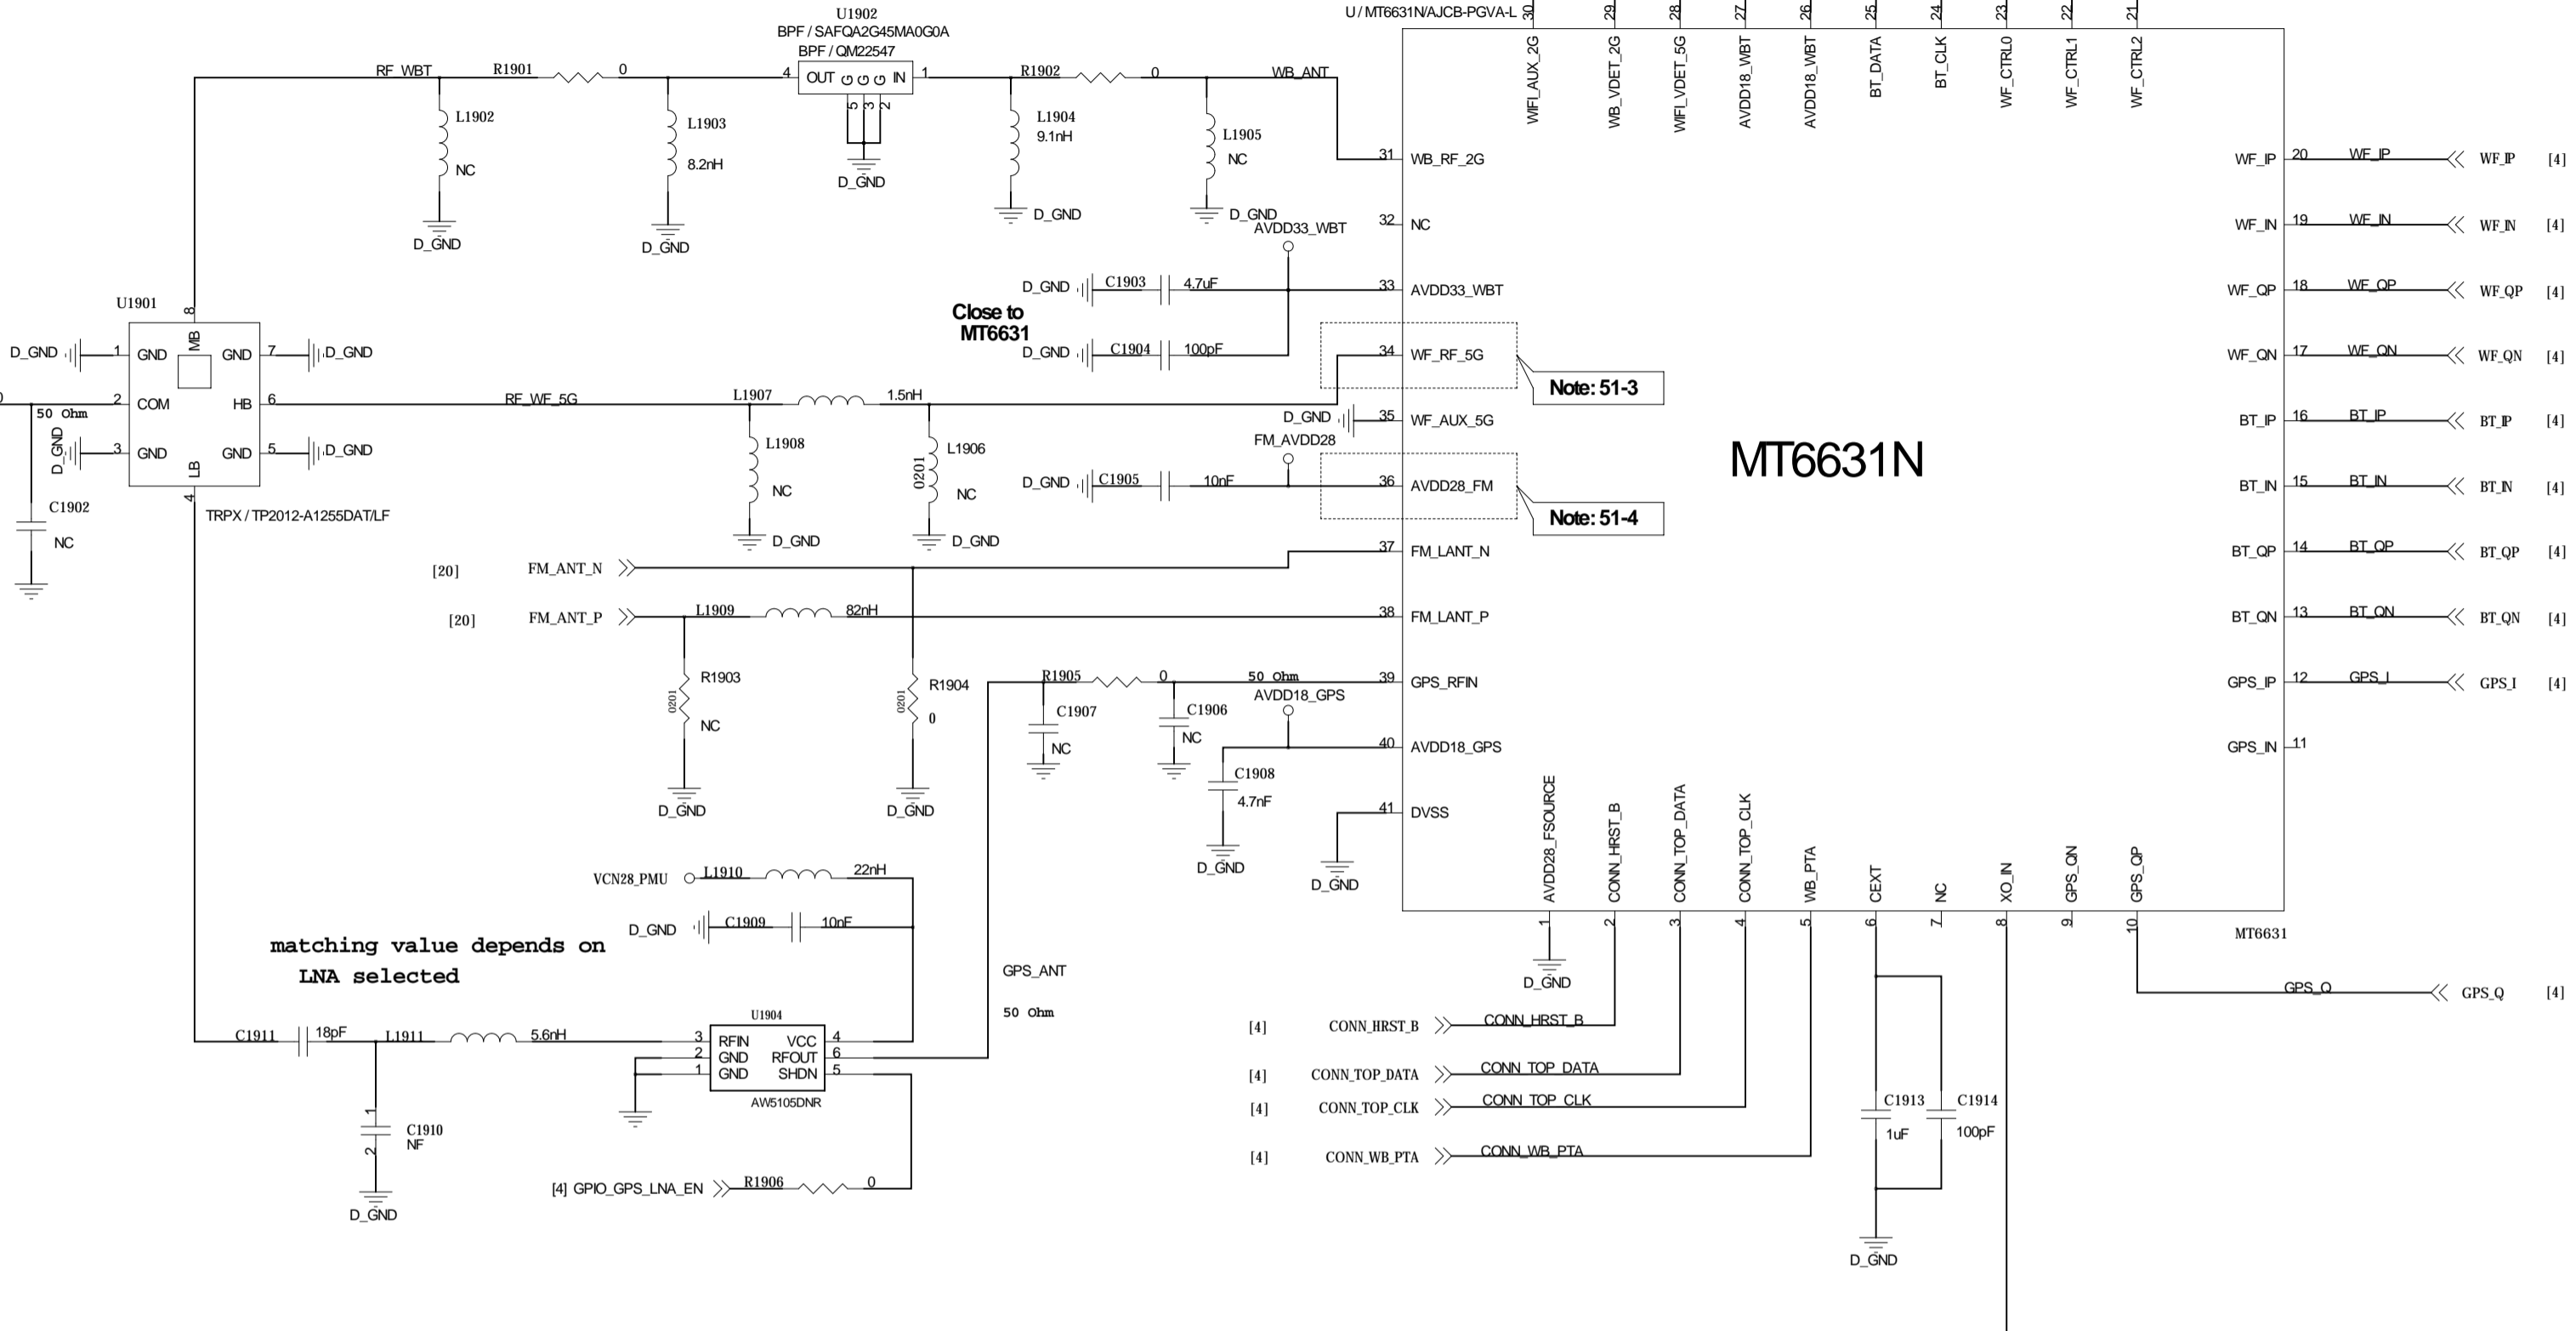 U1902
BPF / SAFQA2G45MA0G0A
BPF / QM22547
OUT G G G IN
4
1
5 3 2
D_GND
RF_WBT
R1901
0
R1902
0
WB_ANT
L1902
NC
D_GND
L1903
8.2nH
D_GND
L1904
9.1nH
D_GND
L1905
NC
D_GND
U / MT6631N/AJCB-PGVA-L
30
29
28
27
26
25
24
23
22
21
WIFI_AUX_2G
WB_VDET_2G
WIFI_VDET_5G
AVDD18_WBT
AVDD18_WBT
BT_DATA
BT_CLK
WF_CTRL0
WF_CTRL1
WF_CTRL2
31 WB_RF_2G
32 NC
33 AVDD33_WBT
34 WF_RF_5G
35 WF_AUX_5G
36 AVDD28_FM
37 FM_LANT_N
38 FM_LANT_P
39 GPS_RFIN
40 AVDD18_GPS
41 DVSS
MT6631N
Note: 51-3
Note: 51-4
WF_IP 20 WF_IP WF_IP [4]
WF_IN 19 WF_IN WF_IN [4]
WF_QP 18 WF_QP WF_QP [4]
WF_QN 17 WF_QN WF_QN [4]
BT_IP 16 BT_IP BT_IP [4]
BT_IN 15 BT_IN BT_IN [4]
BT_QP 14 BT_QP BT_QP [4]
BT_QN 13 BT_QN BT_QN [4]
GPS_IP 12 GPS_I GPS_I [4]
GPS_IN 11
AVDD28_FSOURCE
CONN_HRST_B
CONN_TOP_DATA
CONN_TOP_CLK
WB_PTA
CEXT
NC
XO_IN
GPS_QN
GPS_QP
1
2
3
4
5
6
7
8
9
10
MT6631
GPS_Q GPS_Q [4]
D_GND
AVDD33_WBT
D_GND C1903 4.7uF
D_GND C1904 100pF
Close to
MT6631
D_GND
FM_AVDD28
D_GND C1905 10nF
U1901
8
MB
D_GND 1 GND
GND 7 D_GND
50 Ohm
2 COM
HB 6
D_GND
3 GND
GND 5 D_GND
LB
4
TRPX / TP2012-A1255DAT/LF
C1902
NC
RF_WF_5G
L1907
1.5nH
L1908
NC
D_GND
0201
L1906
NC
D_GND
[20] FM_ANT_N
[20] FM_ANT_P
L1909 82nH
0201
R1903
NC
D_GND
0201
R1904
0
D_GND
R1905 0
50 Ohm
AVDD18_GPS
C1907
NC
C1906
NC
C1908
4.7nF
D_GND
D_GND
VCN28_PMU L1910 22nH
D_GND C1909 10nF
matching value depends on
LNA selected
GPS_ANT
50 Ohm
C1911 18pF
L1911 5.6nH
1
2
C1910
NF
D_GND
U1904
3 RFIN VCC 4
2 GND RFOUT 6
1 GND SHDN 5
AW5105DNR
[4] GPIO_GPS_LNA_EN R1906 0
[4] CONN_HRST_B CONN_HRST_B
[4] CONN_TOP_DATA CONN_TOP_DATA
[4] CONN_TOP_CLK CONN_TOP_CLK
[4] CONN_WB_PTA CONN_WB_PTA
C1913
1uF
C1914
100pF
D_GND